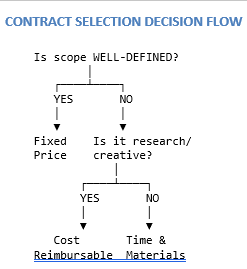 CONTRACT SELECTION DECISION FLOW
Is scope WELL-DEFINED?
YES NO
Fixed Is it research/
Price creative?
YES NO
Cost Time &
Reimbursable Materials